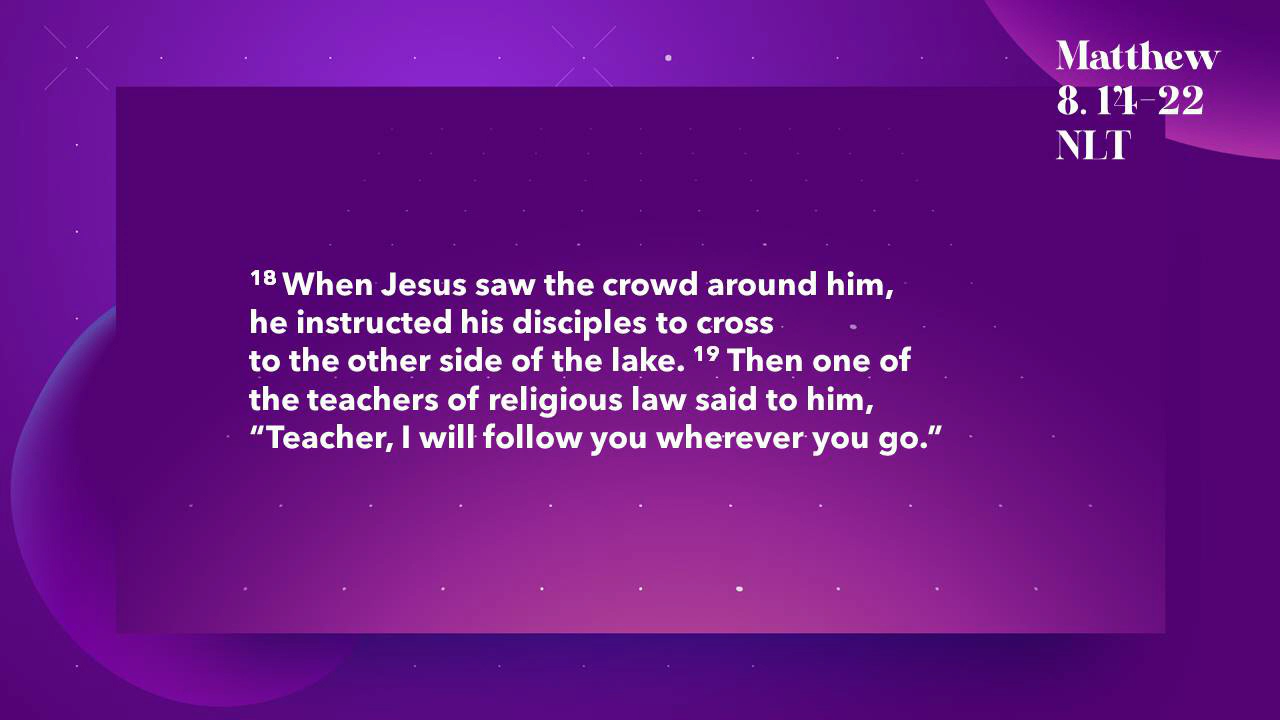 Matthew
8. 14-22
NLT
18 When Jesus saw the crowd around him,
he instructed his disciples to cross
to the other side of the lake. 19 Then one of
the teachers of religious law said to him,
“Teacher, I will follow you wherever you go.”